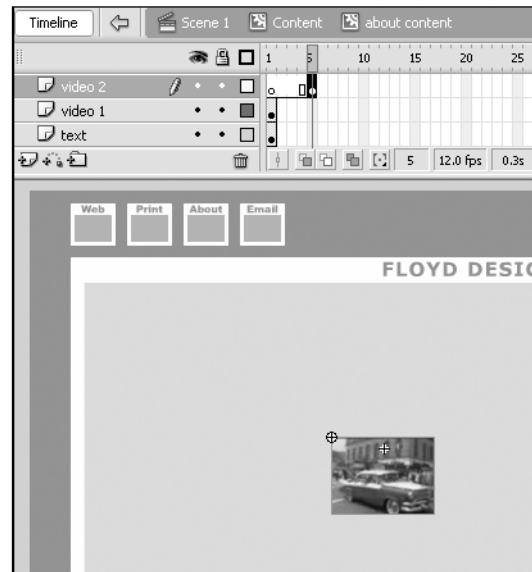 Timeline Scene 1 Content about content
1 5 10 15 20 25
video 2
video 1
text
5 12.0 fps 0.3s
Web Print About Email
FLOYD DESIG